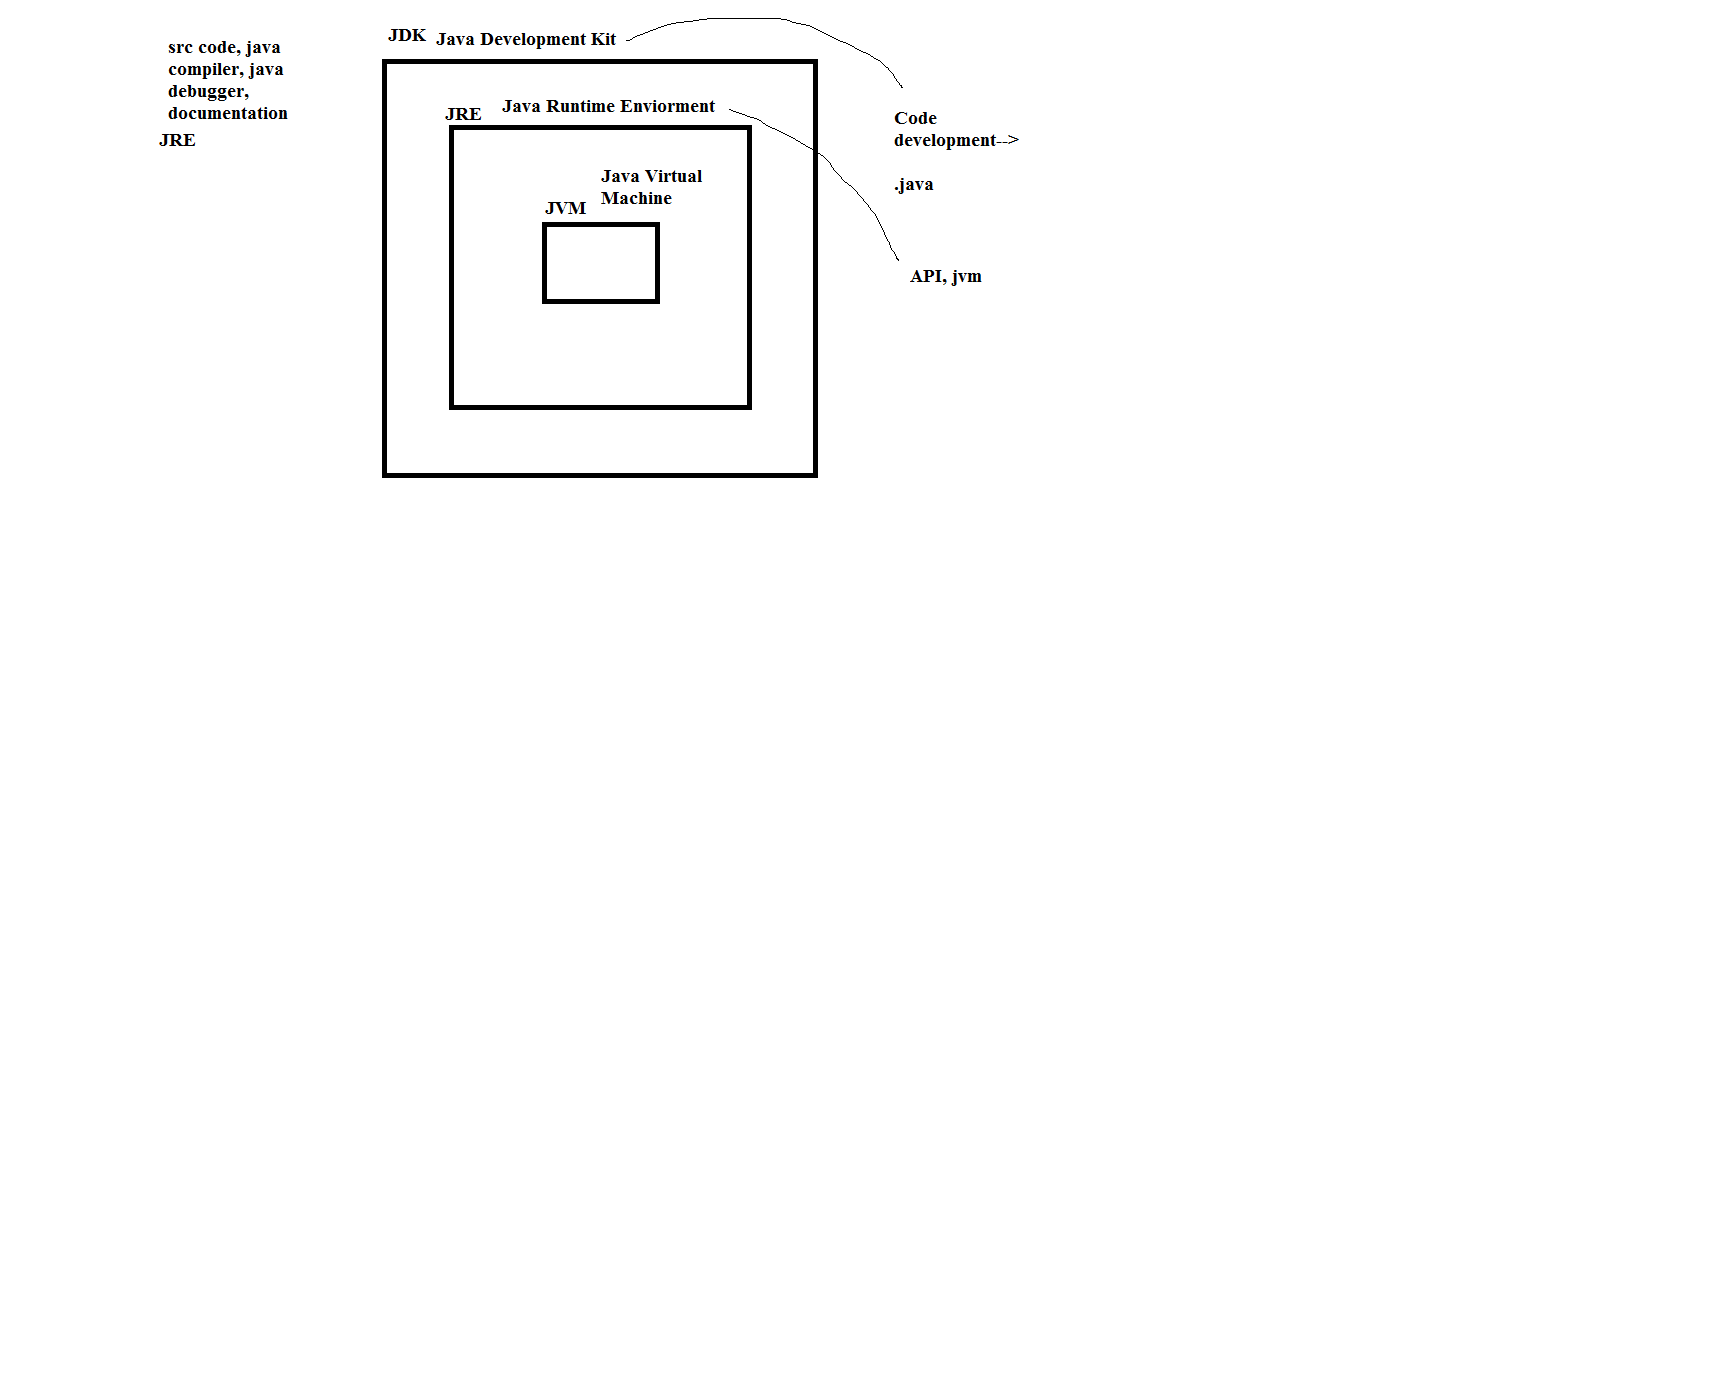 src code, java
compiler, java
debugger,
documentation
JRE
JDK Java Development Kit
JRE Java Runtime Enviorment
Java Virtual
Machine
JVM
Code
development-->
.java
API, jvm